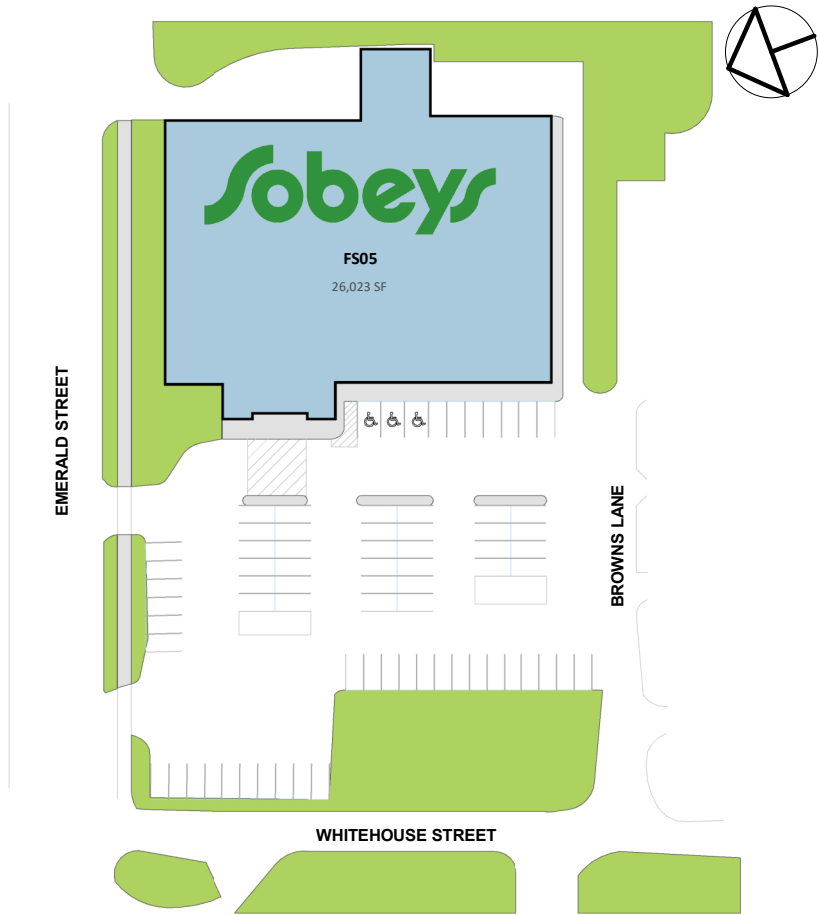 Sobeys
FS05
26,023 SF
EMERALD STREET
BROWNS LANE
WHITEHOUSE STREET